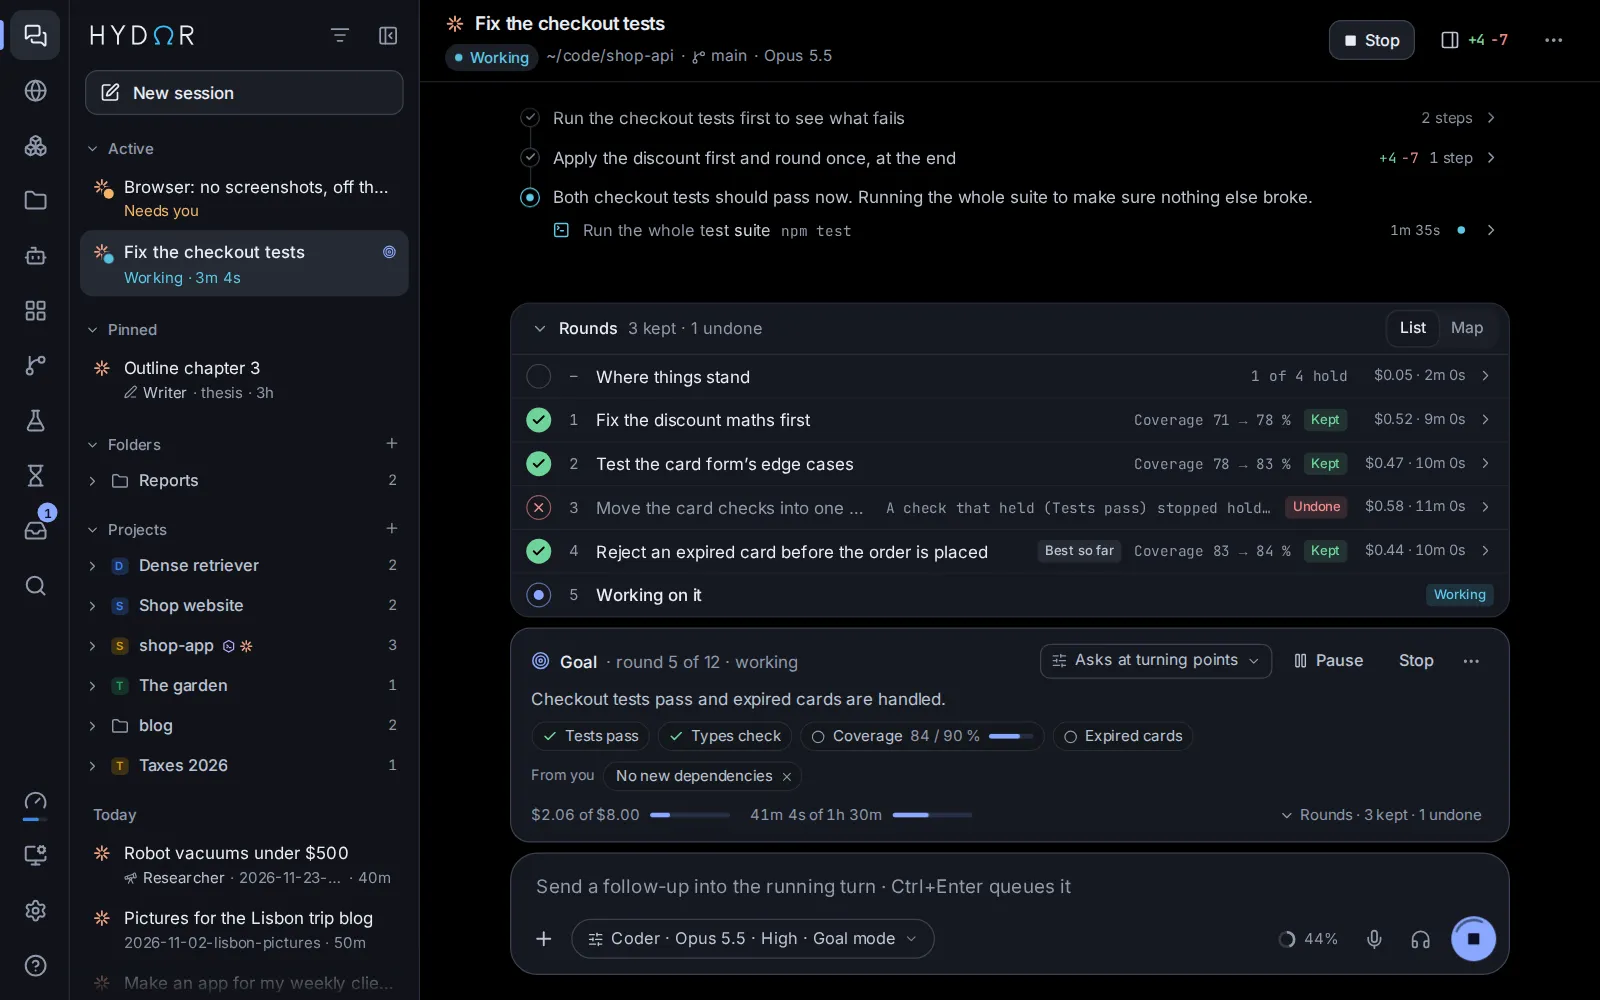 HYDΩR
New session
Active
Browser: no screenshots, off th...
Needs you
Fix the checkout tests
Working · 3m 4s
Pinned
Outline chapter 3
Writer · thesis · 3h
Folders
Reports 2
1
Projects
D Dense retriever 2
S Shop website 2
S shop-app 3
T The garden 1
blog 2
T Taxes 2026 1
Today
Robot vacuums under $500
Researcher · 2026-11-23-... · 40m
Pictures for the Lisbon trip blog
2026-11-02-lisbon-pictures · 50m
Make an app for my weekly clie...
Fix the checkout tests
Working ~/code/shop-api · main · Opus 5.5
Stop
+4 -7
Run the checkout tests first to see what fails 2 steps
Apply the discount first and round once, at the end +4 -7 1 step
Both checkout tests should pass now. Running the whole suite to make sure nothing else broke.
Run the whole test suite npm test 1m 35s
Rounds 3 kept · 1 undone List Map
– Where things stand 1 of 4 hold $0.05 · 2m 0s
1 Fix the discount maths first Coverage 71 → 78 % Kept $0.52 · 9m 0s
2 Test the card form’s edge cases Coverage 78 → 83 % Kept $0.47 · 10m 0s
3 Move the card checks into one ... A check that held (Tests pass) stopped hold… Undone $0.58 · 11m 0s
4 Reject an expired card before the order is placed Best so far Coverage 83 → 84 % Kept $0.44 · 10m 0s
5 Working on it Working
Goal · round 5 of 12 · working Asks at turning points Pause Stop
Checkout tests pass and expired cards are handled.
Tests pass Types check Coverage 84 / 90 % Expired cards
From you No new dependencies ×
$2.06 of $8.00 41m 4s of 1h 30m Rounds · 3 kept · 1 undone
Send a follow-up into the running turn · Ctrl+Enter queues it
Coder · Opus 5.5 · High · Goal mode 44%